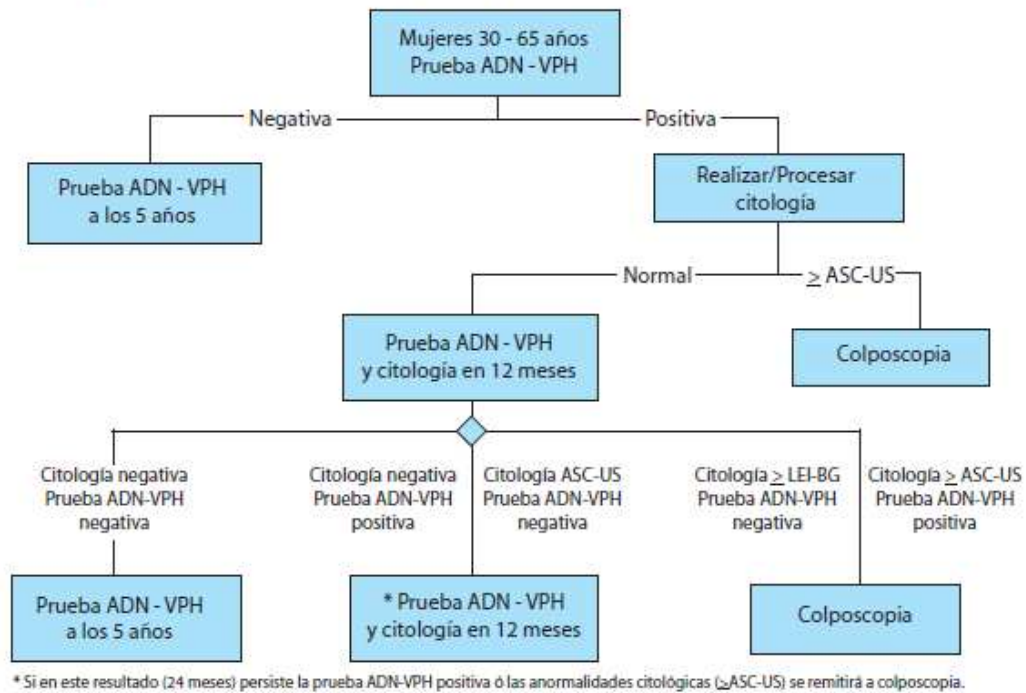 Mujeres 30 - 65 años
Prueba ADN - VPH
Negativa
Positiva
Prueba ADN - VPH
a los 5 años
Realizar/Procesar
citología
Normal
≥ ASC-US
Prueba ADN - VPH
y citología en 12 meses
Colposcopia
Citología negativa
Prueba ADN-VPH
negativa
Citología negativa
Prueba ADN-VPH
positiva
Citología ASC-US
Prueba ADN-VPH
negativa
Citología ≥ LEI-BG
Prueba ADN-VPH
negativa
Citología ≥ ASC-US
Prueba ADN-VPH
positiva
Prueba ADN - VPH
a los 5 años
* Prueba ADN - VPH
y citología en 12 meses
Colposcopia
* Si en este resultado (24 meses) persiste la prueba ADN-VPH positiva ó las anormalidades citológicas (≥ASC-US) se remitirá a colposcopia.